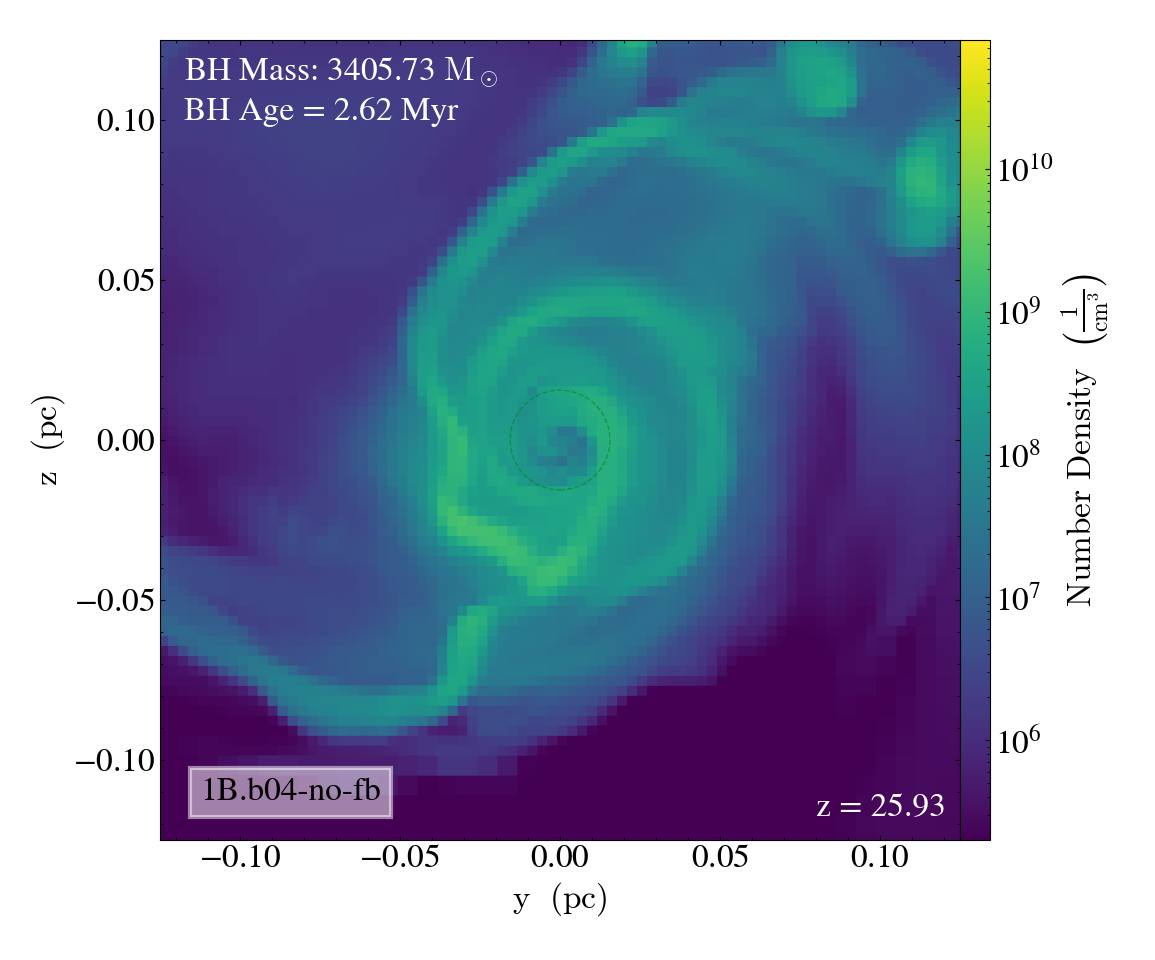 BH Mass: 3405.73 M⊙
BH Age = 2.62 Myr
0.10
0.05
0.00
−0.05
−0.10
z (pc)
1B.b04-no-fb
z = 25.93
−0.10 −0.05 0.00 0.05 0.10
y (pc)
10^10
10^9
10^8
10^7
10^6
Number Density (1/cm^3)